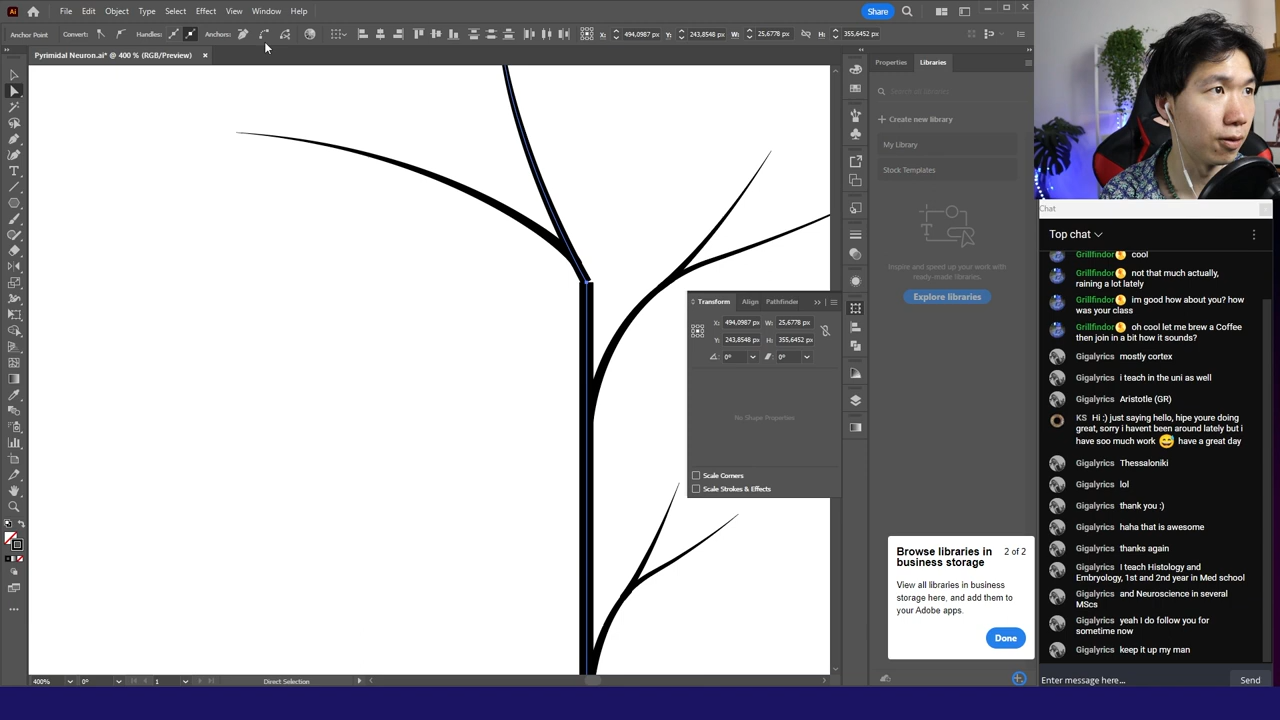 Ai File Edit Object Type Select Effect View Window Help Share
Anchor Point Convert: Handles: Anchors: X: 494,0987 px Y: 243,8548 px W: 25,6778 px H: 355,6452 px
Pyrimidal Neuron.ai* @ 400 % (RGB/Preview) ×
Properties Libraries
Search all libraries
+ Create new library
My Library
Stock Templates
Inspire and speed up your work with
ready-made libraries.
Explore libraries
Transform Align Pathfinder
X: 494,0987 px W: 25,6778 px
Y: 243,8548 px H: 355,6452 px
0° 0°
No Shape Properties
Scale Corners
Scale Strokes & Effects
Browse libraries in
business storage
2 of 2
View all libraries in business
storage here, and add them to
your Adobe apps.
Done
400% 0° 1 Direct Selection
Chat
Top chat
Grillfindor cool
Grillfindor not that much actually,
raining a lot lately
Grillfindor im good how about you? how
was your class
Grillfindor oh cool let me brew a Coffee
then join in a bit how it sounds?
Gigalyrics mostly cortex
Gigalyrics i teach in the uni as well
Gigalyrics Aristotle (GR)
KS Hi :) just saying hello, hipe youre doing
great, sorry i havent been around lately but i
have soo much work 😅 have a great day
Gigalyrics Thessaloniki
Gigalyrics lol
Gigalyrics thank you :)
Gigalyrics haha that is awesome
Gigalyrics thanks again
Gigalyrics I teach Histology and
Embryology, 1st and 2nd year in Med school
Gigalyrics and Neuroscience in several
MScs
Gigalyrics yeah I do follow you for
sometime now
Gigalyrics keep it up my man
Enter message here... Send